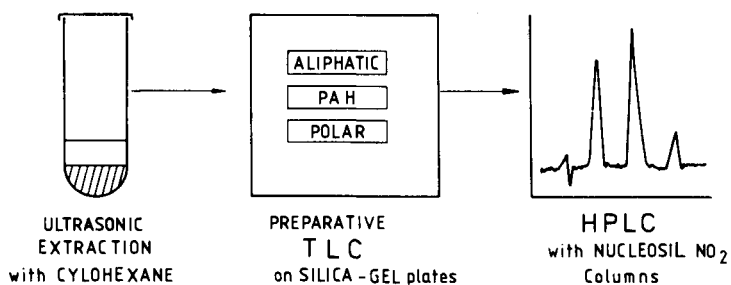 ALIPHATIC
PAH
POLAR
ULTRASONIC
EXTRACTION
with CYLOHEXANE
PREPARATIVE
TLC
on SILICA-GEL plates
HPLC
with NUCLEOSIL NO2
Columns